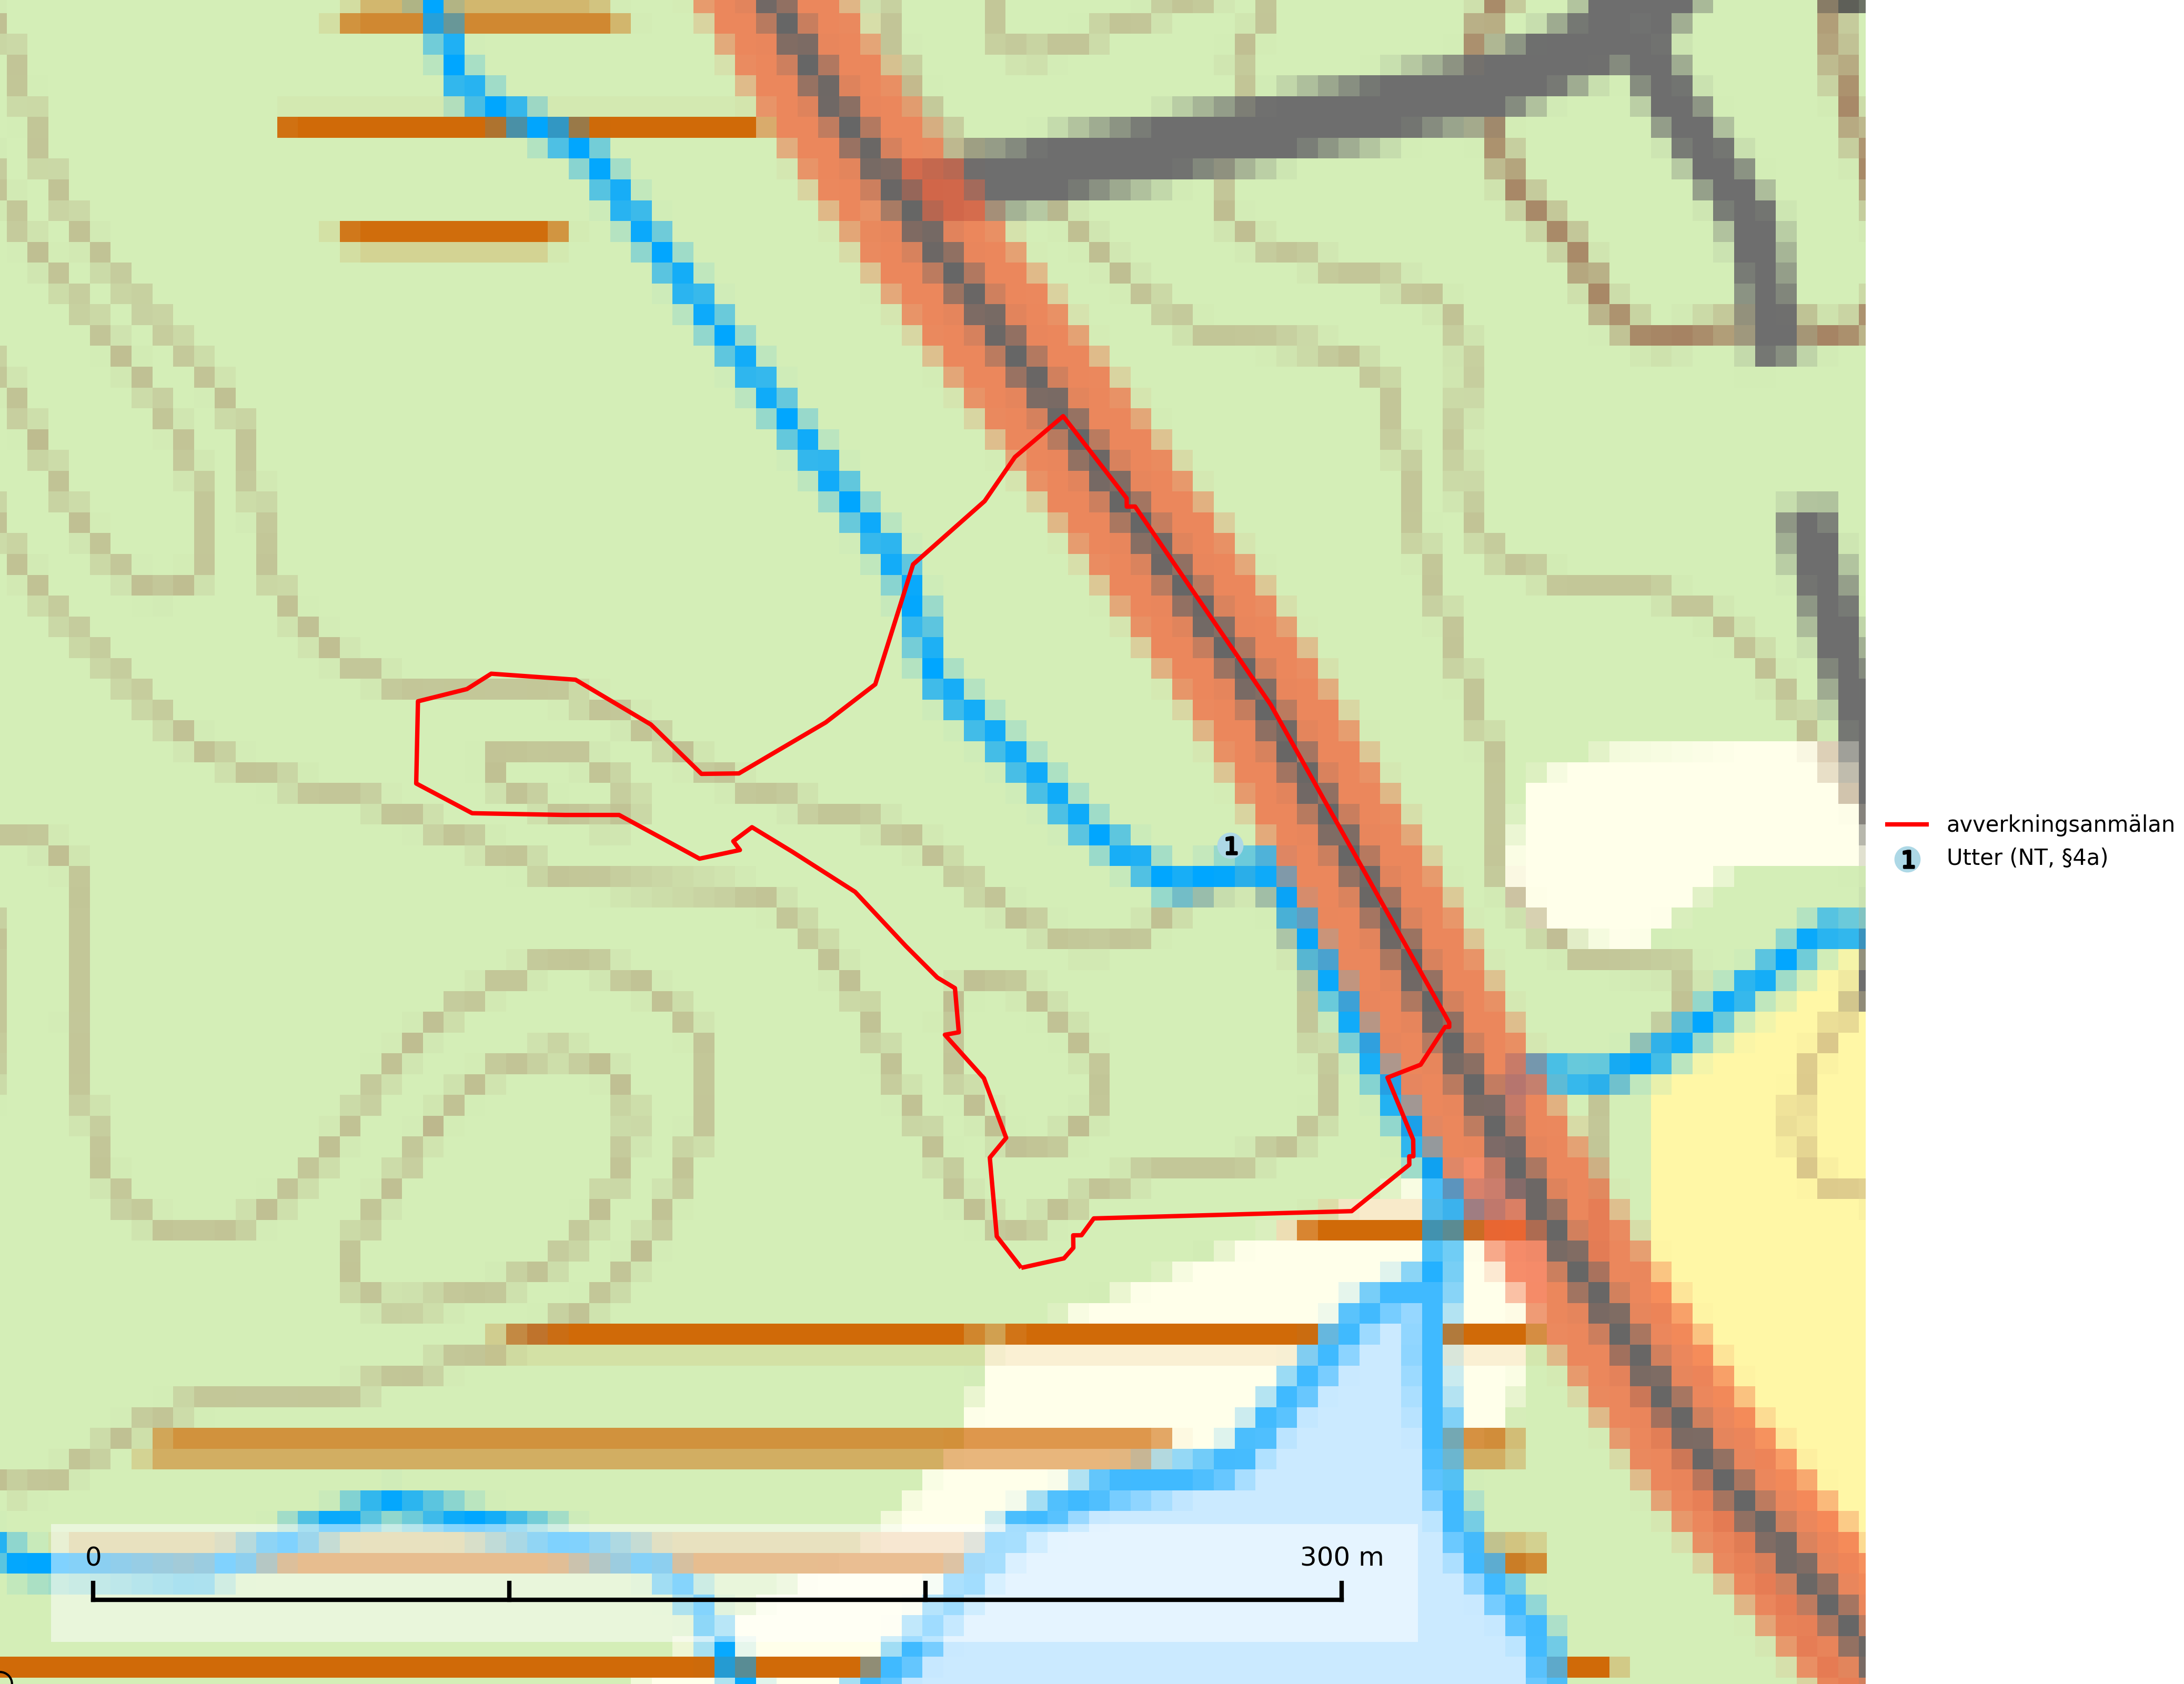 1
avverkningsanmälan
1 Utter (NT, §4a)
0 300 m